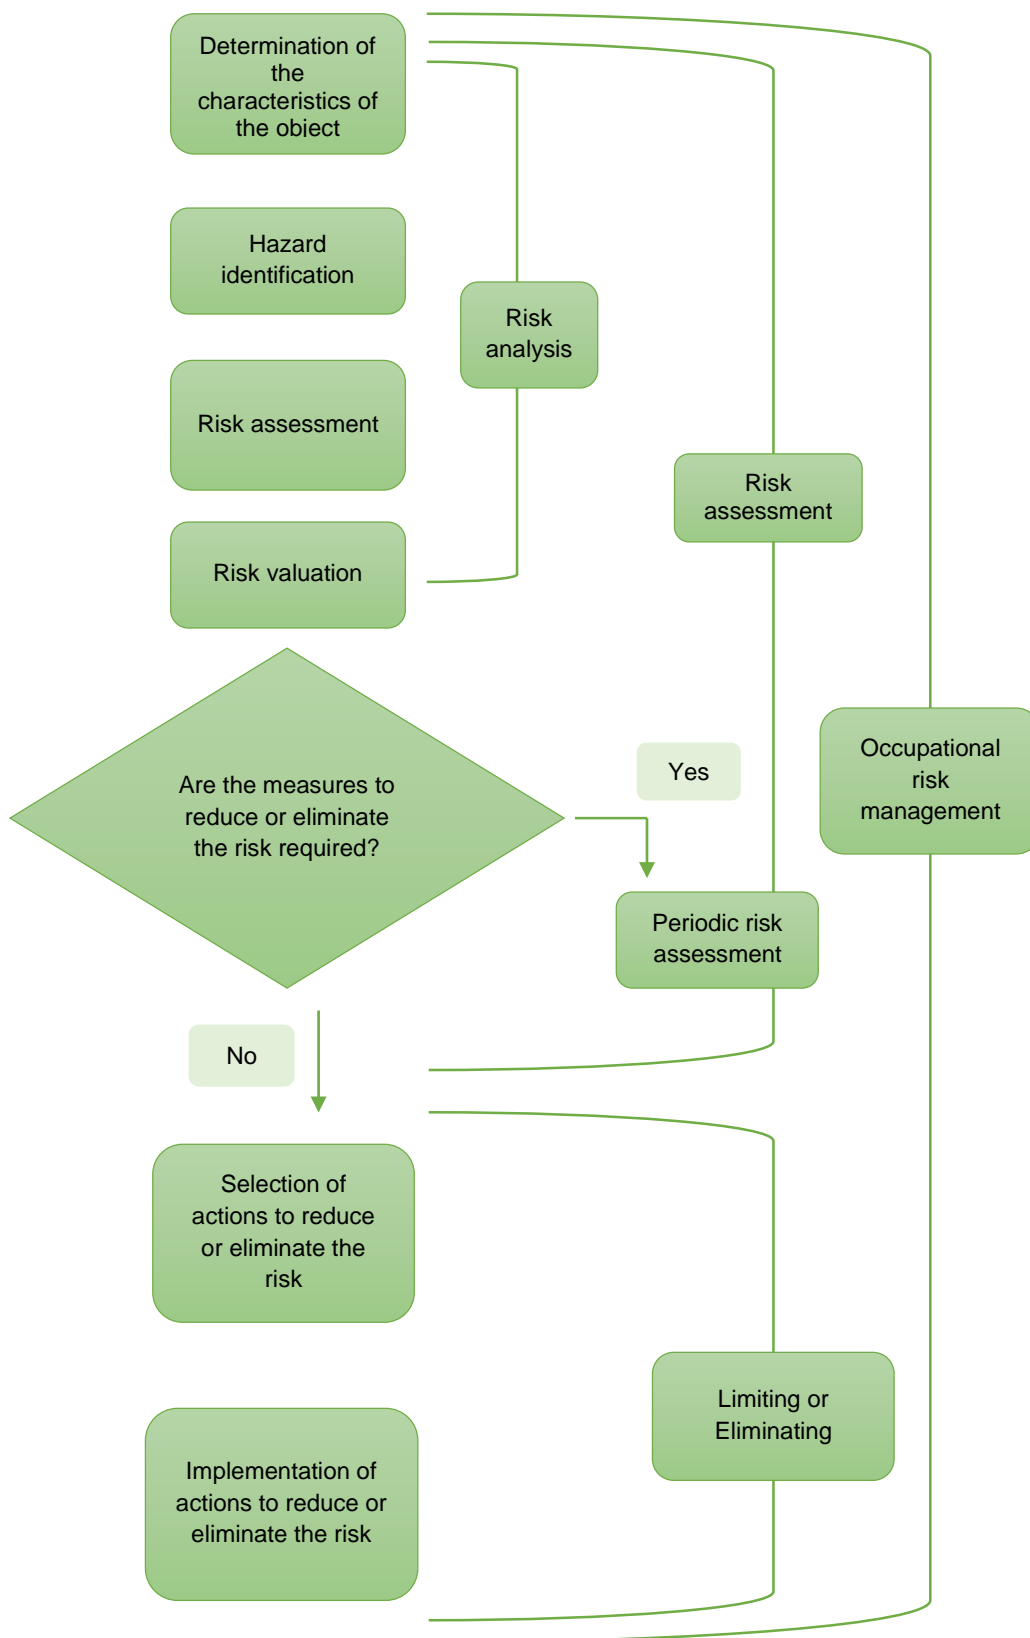 Determination of
the
characteristics of
the object
Hazard
identification
Risk
analysis
Risk assessment
Risk
assessment
Risk valuation
Are the measures to
reduce or eliminate
the risk required?
Yes
Occupational
risk
management
Periodic risk
assessment
No
Selection of
actions to reduce
or eliminate the
risk
Limiting or
Eliminating
Implementation of
actions to reduce or
eliminate the risk